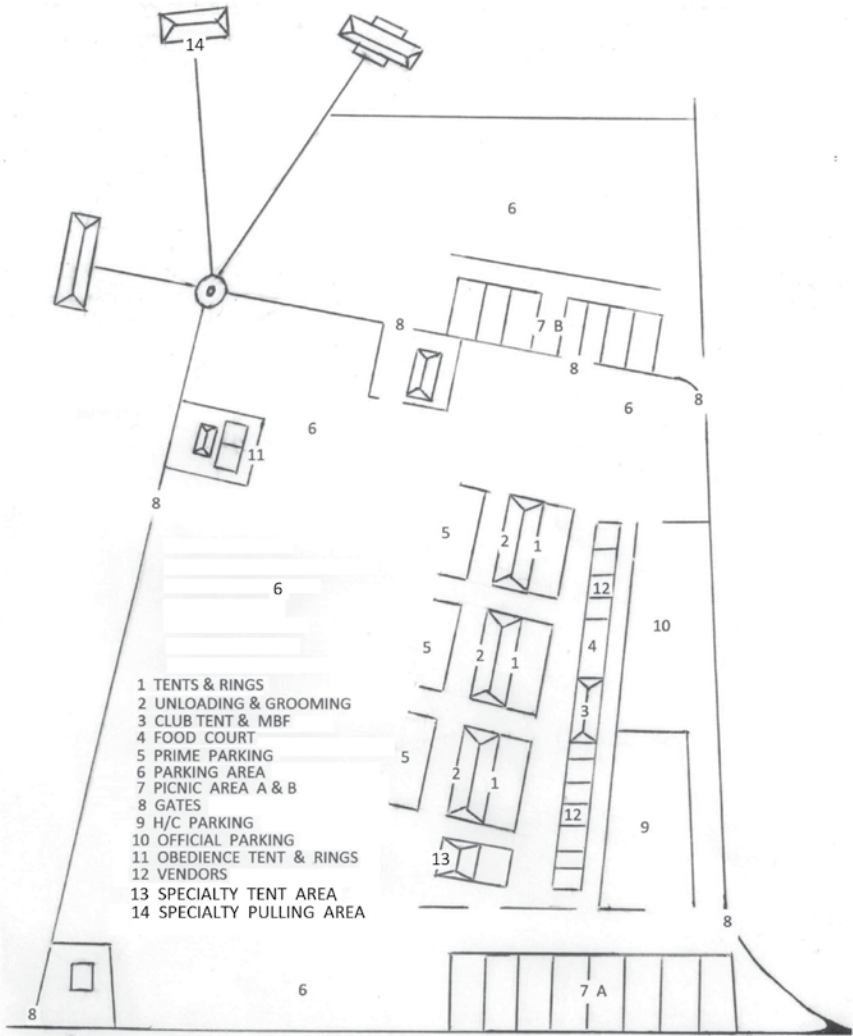 14
6
8
7 B
8
8
6
6
11
8
5
2
1
6
12
10
5
2
1
4
3
1 TENTS & RINGS
2 UNLOADING & GROOMING
3 CLUB TENT & MBF
4 FOOD COURT
5 PRIME PARKING
6 PARKING AREA
7 PICNIC AREA A & B
8 GATES
9 H/C PARKING
10 OFFICIAL PARKING
11 OBEDIENCE TENT & RINGS
12 VENDORS
13 SPECIALTY TENT AREA
14 SPECIALTY PULLING AREA
5
2
1
12
9
13
8
6
7 A
8